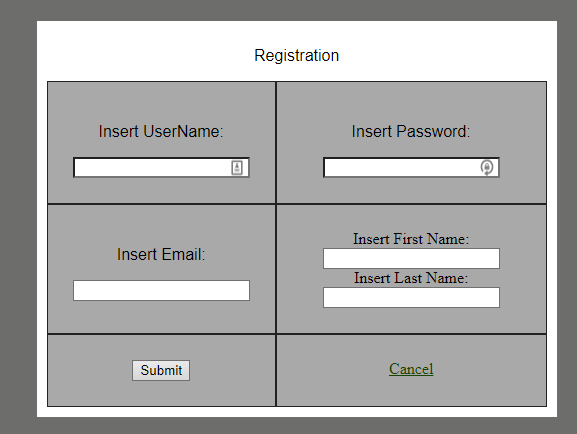 Registration
Insert UserName:
Insert Password:
Insert Email:
Insert First Name:
Insert Last Name:
Submit
Cancel